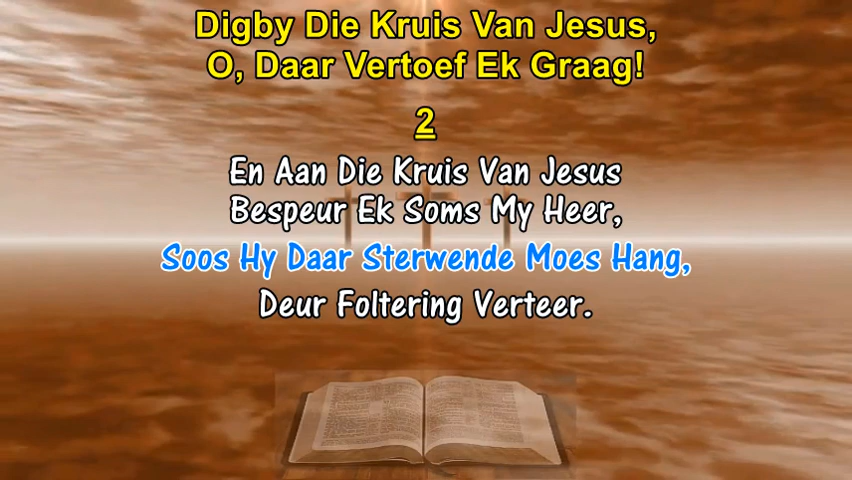 Digby Die Kruis Van Jesus,
O, Daar Vertoef Ek Graag!
2
En Aan Die Kruis Van Jesus
Bespeur Ek Soms My Heer,
Soos Hy Daar Sterwende Moes Hang,
Deur Foltering Verteer.